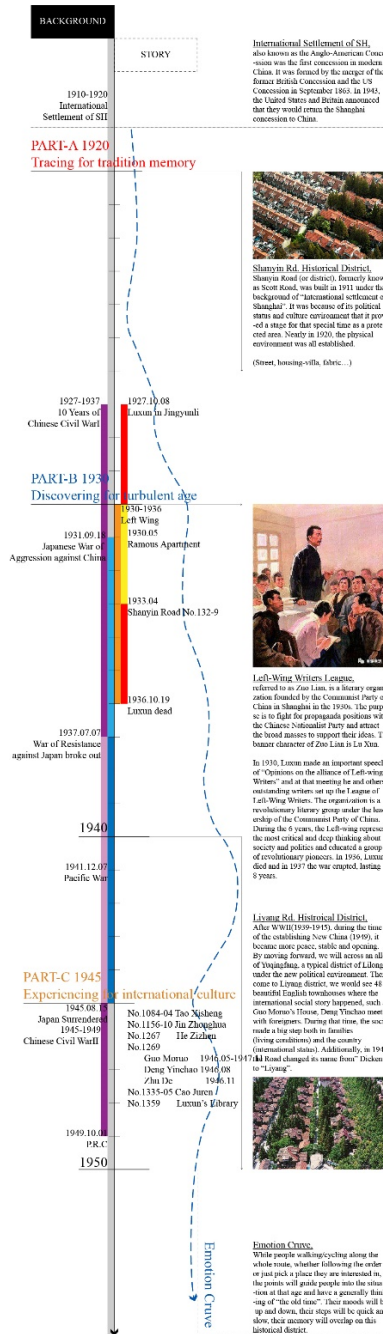 BACKGROUND
STORY
1910-1920
International
Settlement of SH
PART-A 1920
Tracing for tradition memory
1927-1937
10 Years of
Chinese Civil WarI
1927.10.08
Luxun in Jingyunli
PART-B 1930
Discovering for turbulent age
1930-1936
Left Wing
1930.05
Ramous Apartment
1931.09.18
Japanese War of
Aggression against China
1933.04
Shanyin Road No.132-9
1936.10.19
Luxun dead
1937.07.07
War of Resistance
against Japan broke out
1940
1941.12.07
Pacific War
PART-C 1945
Experiencing for international culture
1945.08.15
Japan Surrendered
1945-1949
Chinese Civil WarII
No.1084-04 Tao Xisheng
No.1156-10 Jin Zhonghua
No.1267 He Zizhen
No.1269
Guo Moruo 1946.05-1947
Deng Yinchao 1946.08
Zhu De 1946.11
No.1335-05 Cao Juren
No.1359 Luxun's Library
1949.10.01
P.R.C
1950
Emotion Cruve
International Settlement of SH,
also known as the Anglo-American Conce
-ssion was the first concession in modern
China. It was formed by the merger of the
former British Concession and the US
Concession in September 1863. In 1943,
the United States and Britain announced
that they would return the Shanghai
concession to China.
Shanyin Rd. Historical District,
Shanyin Road (or district), formerly know
as Scott Road, was built in 1911 under the
background of "International settlement o
Shanghai". It was because of its political
status and culture environment that it prov
-ed a stage for that special time as a prote
cted area. Nearly in 1920, the physical
environment was all established.
(Street, housing-villa, fabric…)
Left-Wing Writers League,
referred to as Zuo Lian, is a literary organ
zation founded by the Communist Party o
China in Shanghai in the 1930s. The purp
se is to fight for propaganda positions wit
the Chinese Nationalist Party and attract
the broad masses to support their ideas. T
banner character of Zuo Lian is Lu Xun.
In 1930, Luxun made an important speech
of "Opinions on the alliance of Left-wing
Writers" and at that meeting he and others
outstanding writers set up the League of
Left-Wing Writers. The organization is a
revolutionary literary group under the lea
ership of the Communist Party of China.
During the 6 years, the Left-wing represe
the most critical and deep thinking about
society and politics and educated a group
of revolutionary pioneers. In 1936, Luxun
died and in 1937 the war erupted, lasting
8 years.
Liyang Rd. Histroical District,
After WWII(1939-1945), during the time
of the establishing New China (1949), it
became more peace, stable and opening.
By moving forward, we will across an all
of Yuqingfang, a typical district of Lilong
under the new political environment. The
come to Liyang district, we would see 48
beautiful English townhouses where the
international social story happened, such
Guo Moruo's House, Deng Yinchao meet
with foreigners. During that time, the soci
made a big step both in families
(living conditions) and the country
(international status). Additionally, in 194
Road changed its name from" Dicken
to "Liyang".
Emotion Cruve,
While people walking/cycling along the
whole route, whether following the order
or just pick a place they are interested in,
the points will guide people into the situa
-tion at that age and have a generally think
-ing of "the old time". Their moods will b
up and down, their steps will be quick an
slow, their memory will overlap on this
historical district.